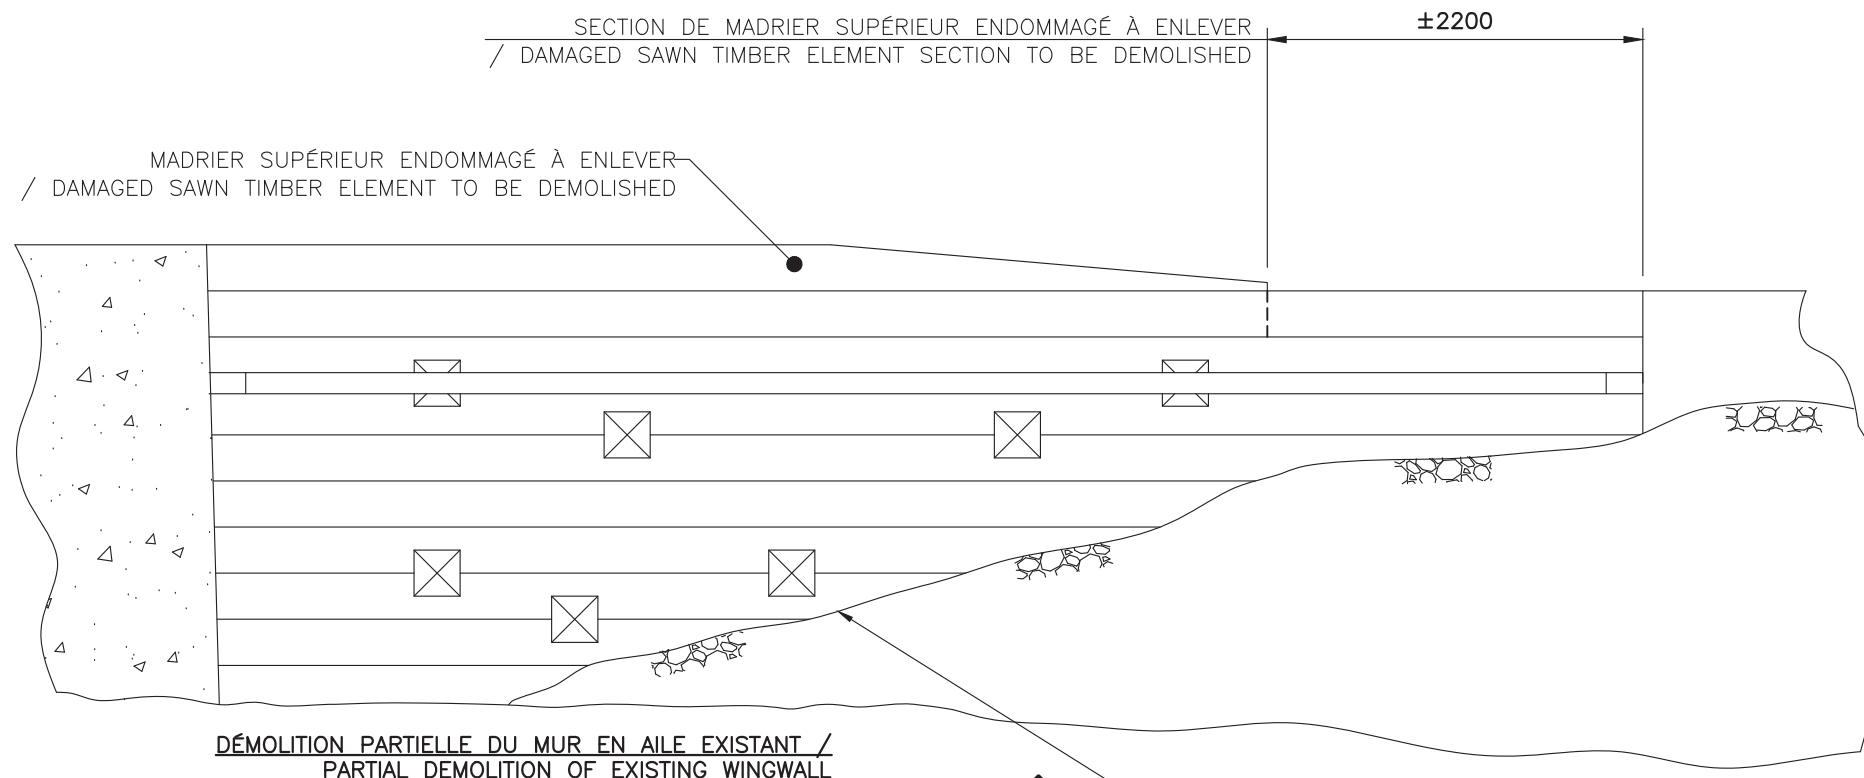 SECTION DE MADRIER SUPÉRIEUR ENDOMMAGÉ À ENLEVER
/ DAMAGED SAWN TIMBER ELEMENT SECTION TO BE DEMOLISHED
±2200
MADRIER SUPÉRIEUR ENDOMMAGÉ À ENLEVER
/ DAMAGED SAWN TIMBER ELEMENT TO BE DEMOLISHED
DÉMOLITION PARTIELLE DU MUR EN AILE EXISTANT /
PARTIAL DEMOLITION OF EXISTING WINGWALL